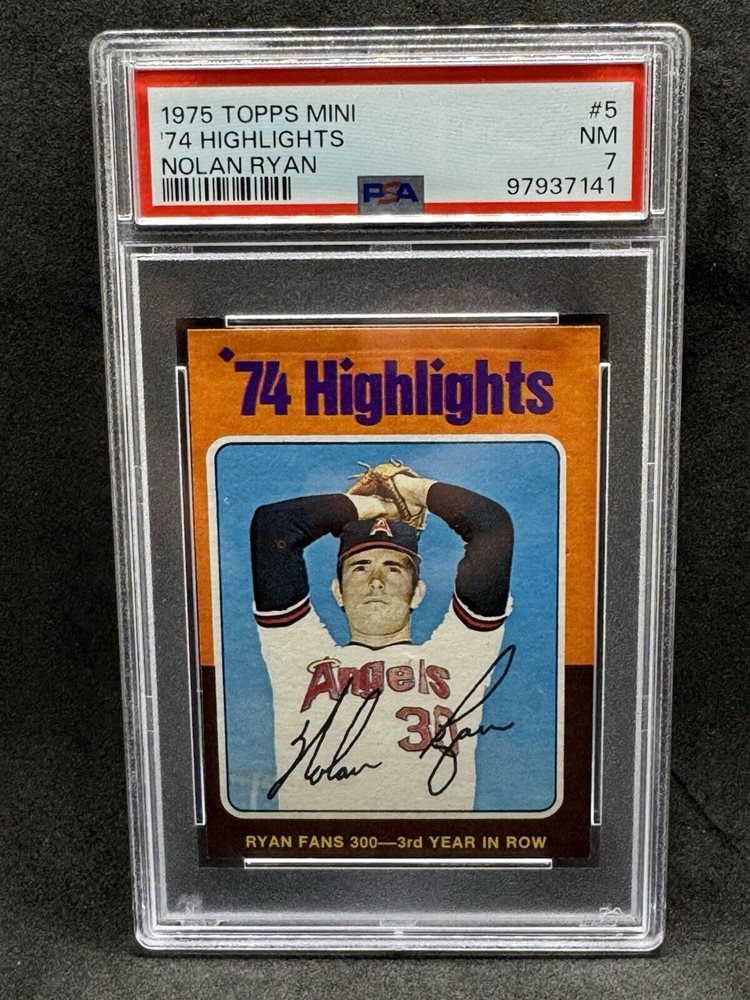 1975 TOPPS MINI #5
'74 HIGHLIGHTS NM
NOLAN RYAN 7
PSA 97937141
'74 Highlights
A
Angels
30
Nolan Ryan
RYAN FANS 300—3rd YEAR IN ROW